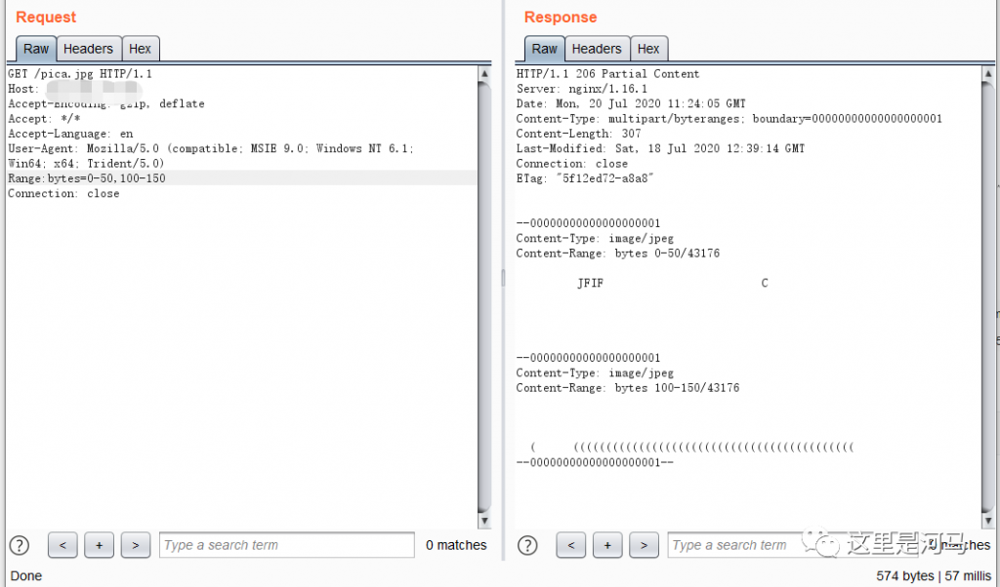 Request
Raw Headers Hex
GET /pica.jpg HTTP/1.1
Host:
Accept-Encoding: gzip, deflate
Accept: */*
Accept-Language: en
User-Agent: Mozilla/5.0 (compatible; MSIE 9.0; Windows NT 6.1;
Win64; x64; Trident/5.0)
Range:bytes=0-50,100-150
Connection: close
? < + > Type a search term 0 matches
Done
Response
Raw Headers Hex
HTTP/1.1 206 Partial Content
Server: nginx/1.16.1
Date: Mon, 20 Jul 2020 11:24:05 GMT
Content-Type: multipart/byteranges; boundary=00000000000000000001
Content-Length: 307
Last-Modified: Sat, 18 Jul 2020 12:39:14 GMT
Connection: close
ETag: "5f12ed72-a8a8"
--00000000000000000001
Content-Type: image/jpeg
Content-Range: bytes 0-50/43176
JFIF C
--00000000000000000001
Content-Type: image/jpeg
Content-Range: bytes 100-150/43176
( (((((((((((((((((((((((((((((((((((((((((((
--00000000000000000001--
? < + > Type a search term 0 matches
这里是河马
574 bytes | 57 millis